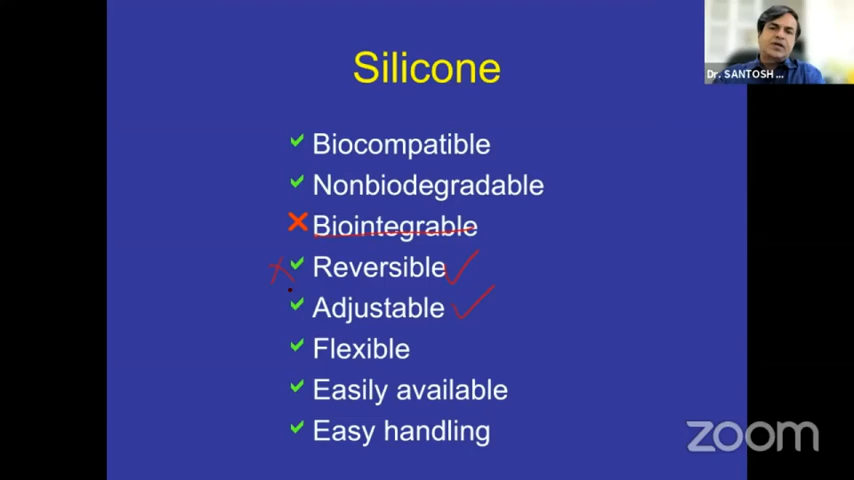 Silicone
Dr. SANTOSH ...
Biocompatible
Nonbiodegradable
Biointegrable
Reversible
Adjustable
Flexible
Easily available
Easy handling
zoom